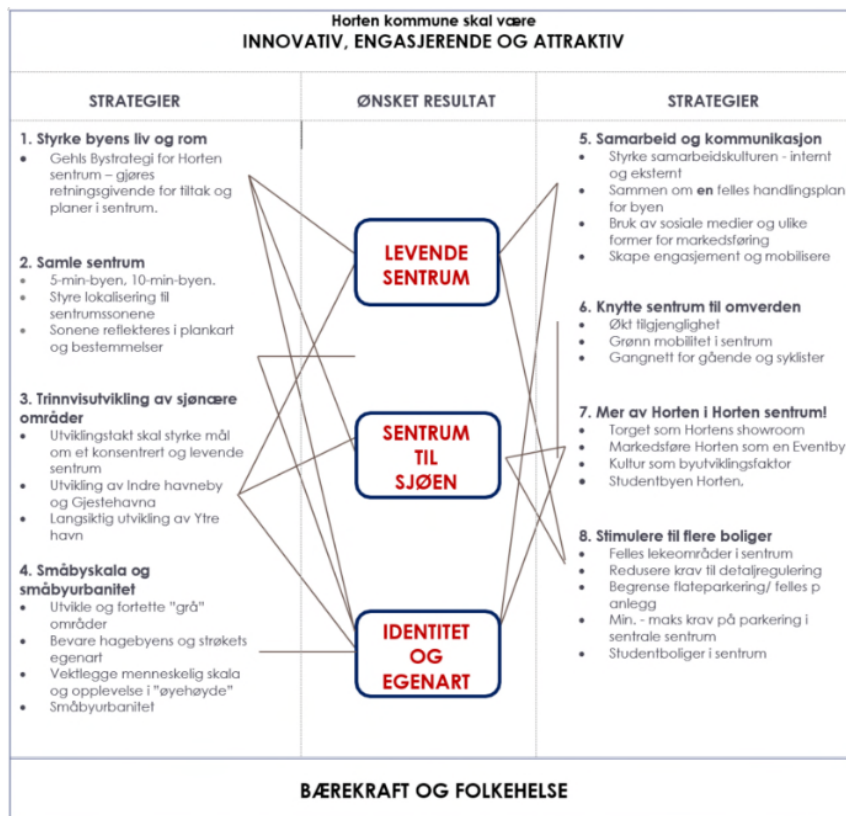 Horten kommune skal være
INNOVATIV, ENGASJERENDE OG ATTRAKTIV
STRATEGIER
1. Styrke byens liv og rom
• Gehls Bystrategi for Horten
sentrum – gjøres
retningsgivende for tiltak og
planer i sentrum.
2. Samle sentrum
• 5-min-byen, 10-min-byen.
• Styre lokalisering til
sentrumssonene
• Sonene reflekteres i plankart
og bestemmelser
3. Trinnvisutvikling av sjønære
områder
• Utviklingstakt skal styrke mål
om et konsentrert og levende
sentrum
• Utvikling av Indre havneby
og Gjestehavna
• Langsiktig utvikling av Ytre
havn
4. Småbyskala og
småbyurbanitet
• Utvikle og fortette "grå"
områder
• Bevare hagebyens og strøkets
egenart
• Vektlegge menneskelig skala
og opplevelse i "øyehøyde"
• Småbyurbanitet
ØNSKET RESULTAT
LEVENDE
SENTRUM
SENTRUM
TIL
SJØEN
IDENTITET
OG
EGENART
STRATEGIER
5. Samarbeid og kommunikasjon
• Styrke samarbeidskulturen - internt
og eksternt
• Sammen om en felles handlingsplan
for byen
• Bruk av sosiale medier og ulike
former for markedsføring
• Skape engasjement og mobilisere
6. Knytte sentrum til omverden
• Økt tilgjenglighet
• Grønn mobilitet i sentrum
• Gangnett for gående og syklister
7. Mer av Horten i Horten sentrum!
• Torget som Hortens showroom
• Markedsføre Horten som en Eventby
• Kultur som byutviklingsfaktor
• Studentbyen Horten,
8. Stimulere til flere boliger
• Felles lekeområder i sentrum
• Redusere krav til detaljregulering
• Begrense flateparkering/ felles p
anlegg
• Min. - maks krav på parkering i
sentrale sentrum
• Studentboliger i sentrum
BÆREKRAFT OG FOLKEHELSE